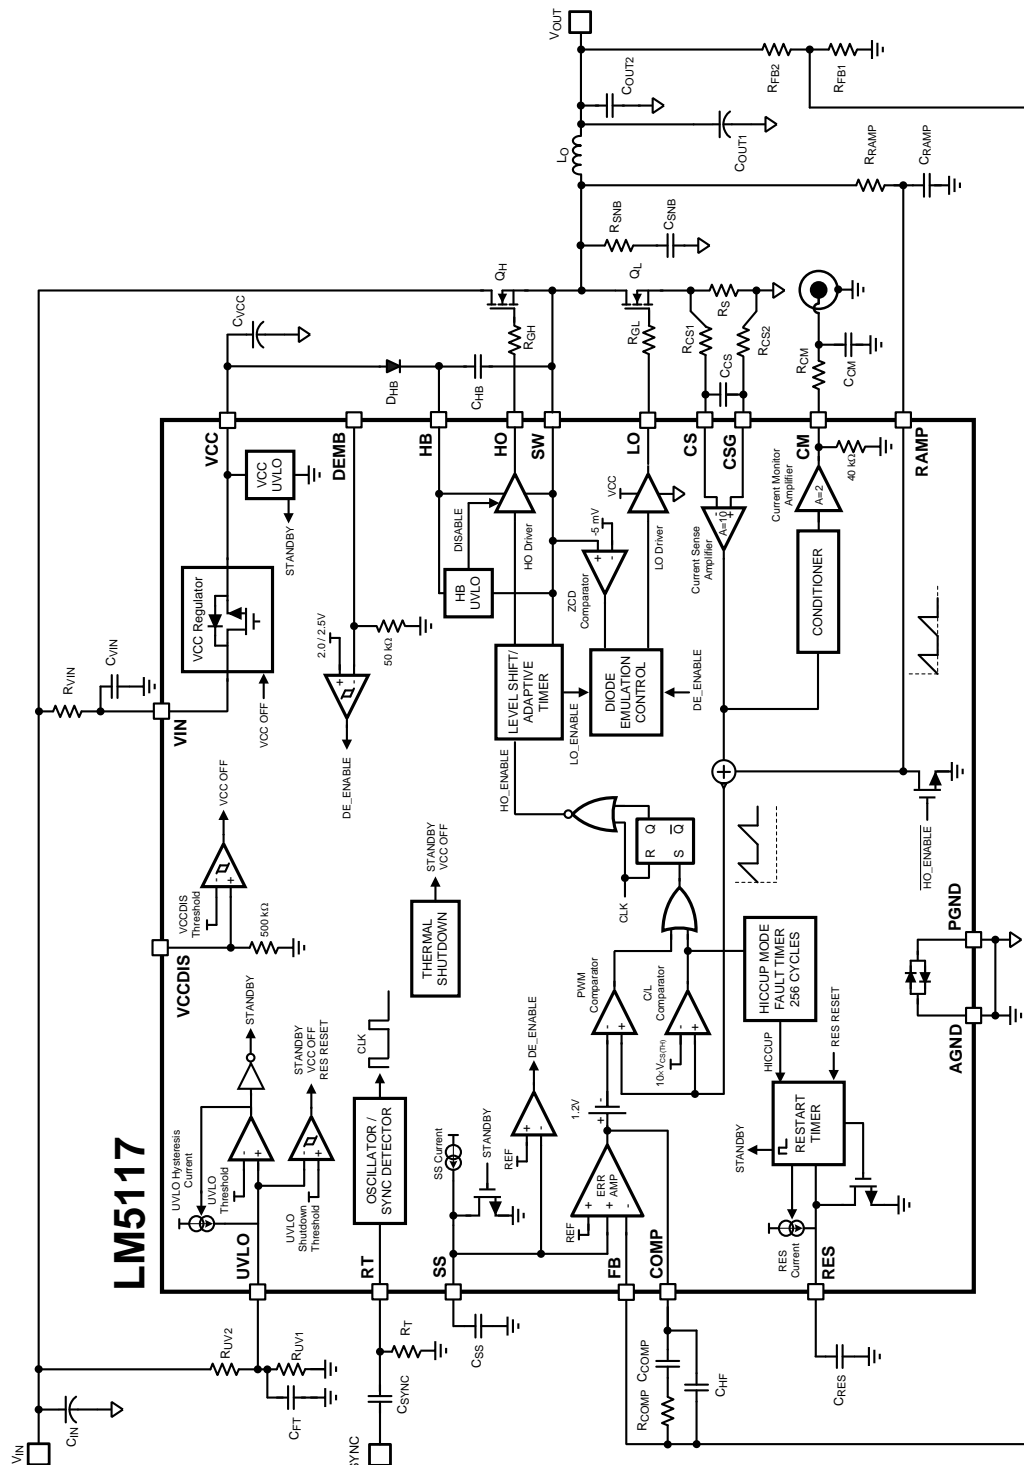 LM5117
VIN
CIN
RUV2
RUV1
CFT
UVLO
UVLO Hysteresis
Current
UVLO
Threshold
STANDBY
UVLO
Shutdown
Threshold
STANDBY
VCC OFF
RES RESET
VCCDIS
VCCDIS
Threshold
500 kΩ
VCC OFF
RVIN
CVIN
VIN
VCC Regulator
VCC OFF
VCC
UVLO
STANDBY
VCC
CVCC
SYNC
CSYNC
RT
RT
OSCILLATOR /
SYNC DETECTOR
CLK
THERMAL
SHUTDOWN
STANDBY
VCC OFF
2.0 / 2.5V
50 kΩ
DE_ENABLE
DEMB
DHB
HB
CHB
HB
UVLO
DISABLE
HO Driver
HO
RGH
QH
SW
LEVEL SHIFT/
ADAPTIVE
TIMER
HO_ENABLE
LO_ENABLE
DIODE
EMULATION
CONTROL
DE_ENABLE
ZCD
Comparator
-5 mV
VCC
LO Driver
LO
RGL
QL
RSNB
CSNB
LO
COUT1
COUT2
VOUT
RFB2
RFB1
RS
RCS1
RCS2
CCS
CS
CSG
A=10
Current Sense
Amplifier
CONDITIONER
Current Monitor
Amplifier
A=2
40 kΩ
CM
RCM
CCM
RAMP
RRAMP
CRAMP
HO_ENABLE
CLK
R
Q
S
Q
PWM
Comparator
C/L
Comparator
10xVCS(TH)
1.2V
ERR
AMP
REF
REF
DE_ENABLE
SS Current
STANDBY
SS
CSS
FB
COMP
RCOMP
CCOMP
CHF
HICCUP MODE
FAULT TIMER
256 CYCLES
HICCUP
RES RESET
RESTART
TIMER
STANDBY
RES
Current
RES
CRES
AGND
PGND